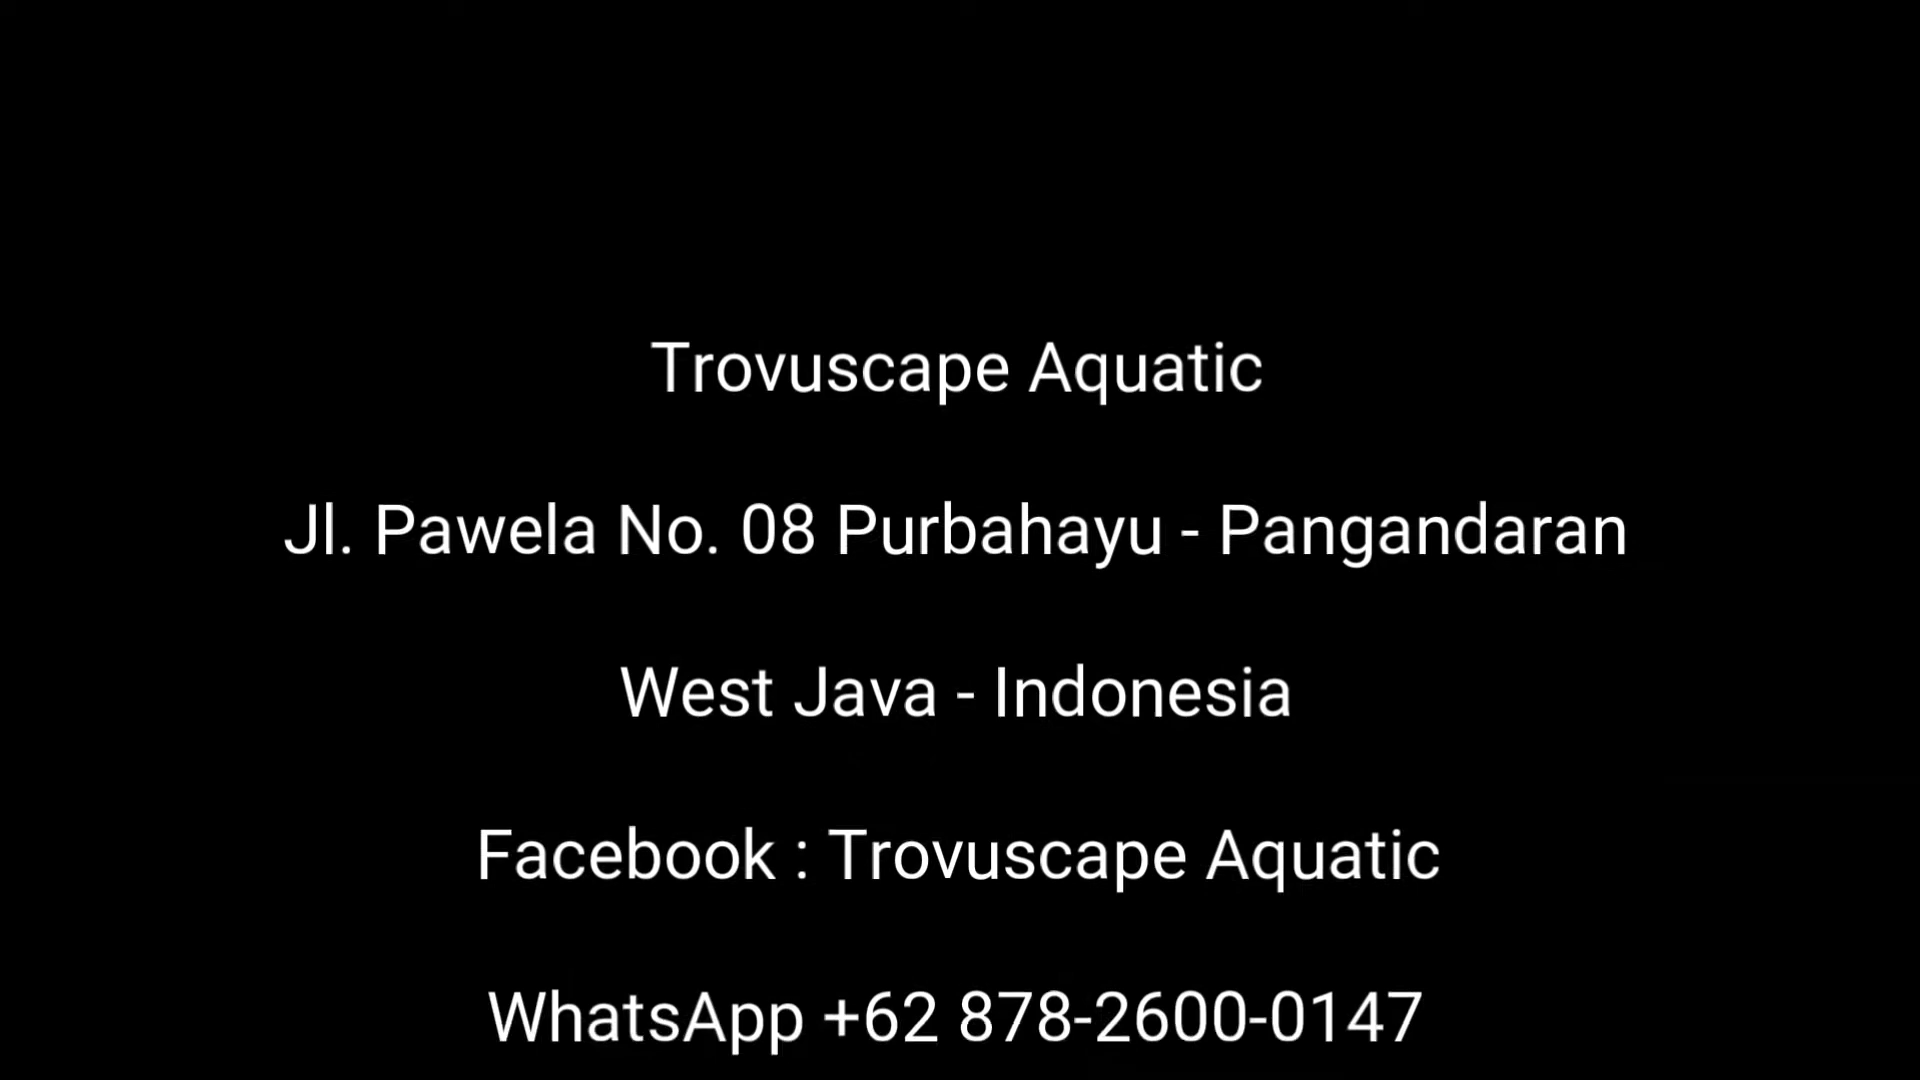 Trovuscape Aquatic
Jl. Pawela No. 08 Purbahayu - Pangandaran
West Java - Indonesia
Facebook : Trovuscape Aquatic
WhatsApp +62 878-2600-0147